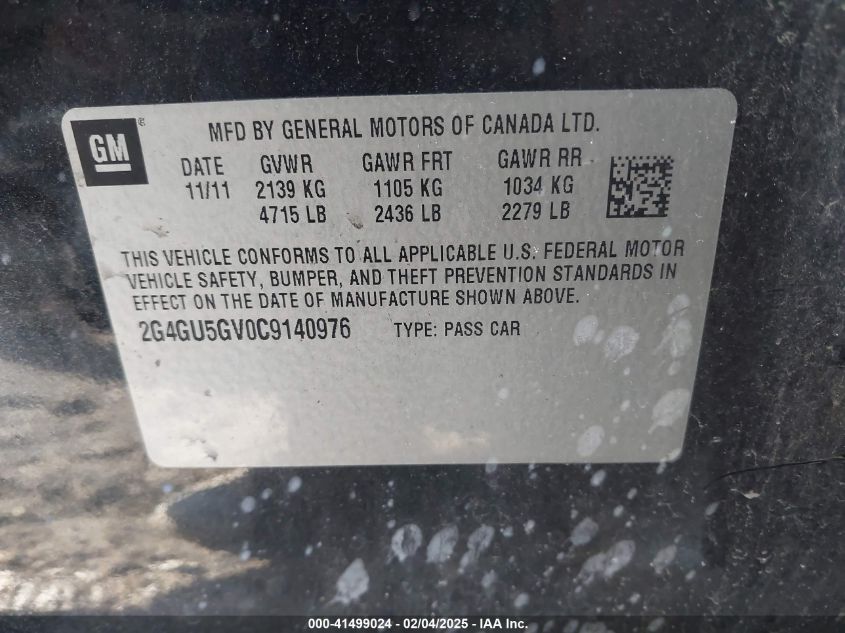 GM®
MFD BY GENERAL MOTORS OF CANADA LTD.
DATE GVWR GAWR FRT GAWR RR
11/11 2139 KG 1105 KG 1034 KG
4715 LB 2436 LB 2279 LB
THIS VEHICLE CONFORMS TO ALL APPLICABLE U.S. FEDERAL MOTOR
VEHICLE SAFETY, BUMPER, AND THEFT PREVENTION STANDARDS IN
EFFECT ON THE DATE OF MANUFACTURE SHOWN ABOVE.
2G4GU5GV0C9140976 TYPE: PASS CAR
000-41499024 - 02/04/2025 - IAA Inc.